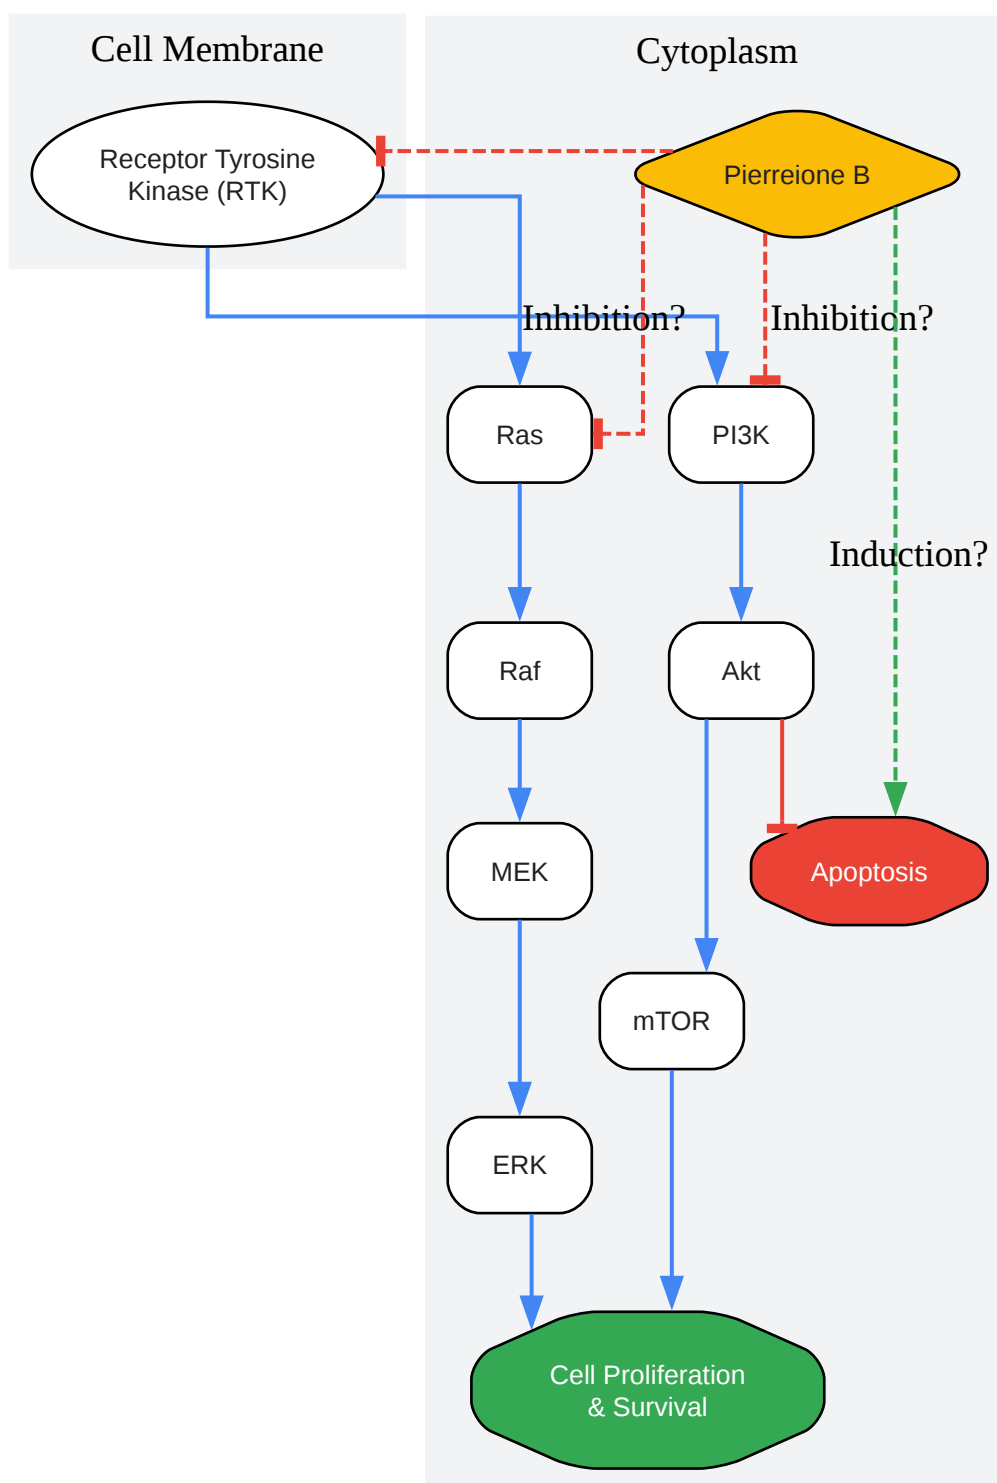 Cell Membrane
Cytoplasm
Receptor Tyrosine
Kinase (RTK)
Pierreione B
Inhibition?
Inhibition?
Ras
PI3K
Induction?
Raf
Akt
MEK
Apoptosis
mTOR
ERK
Cell Proliferation
& Survival